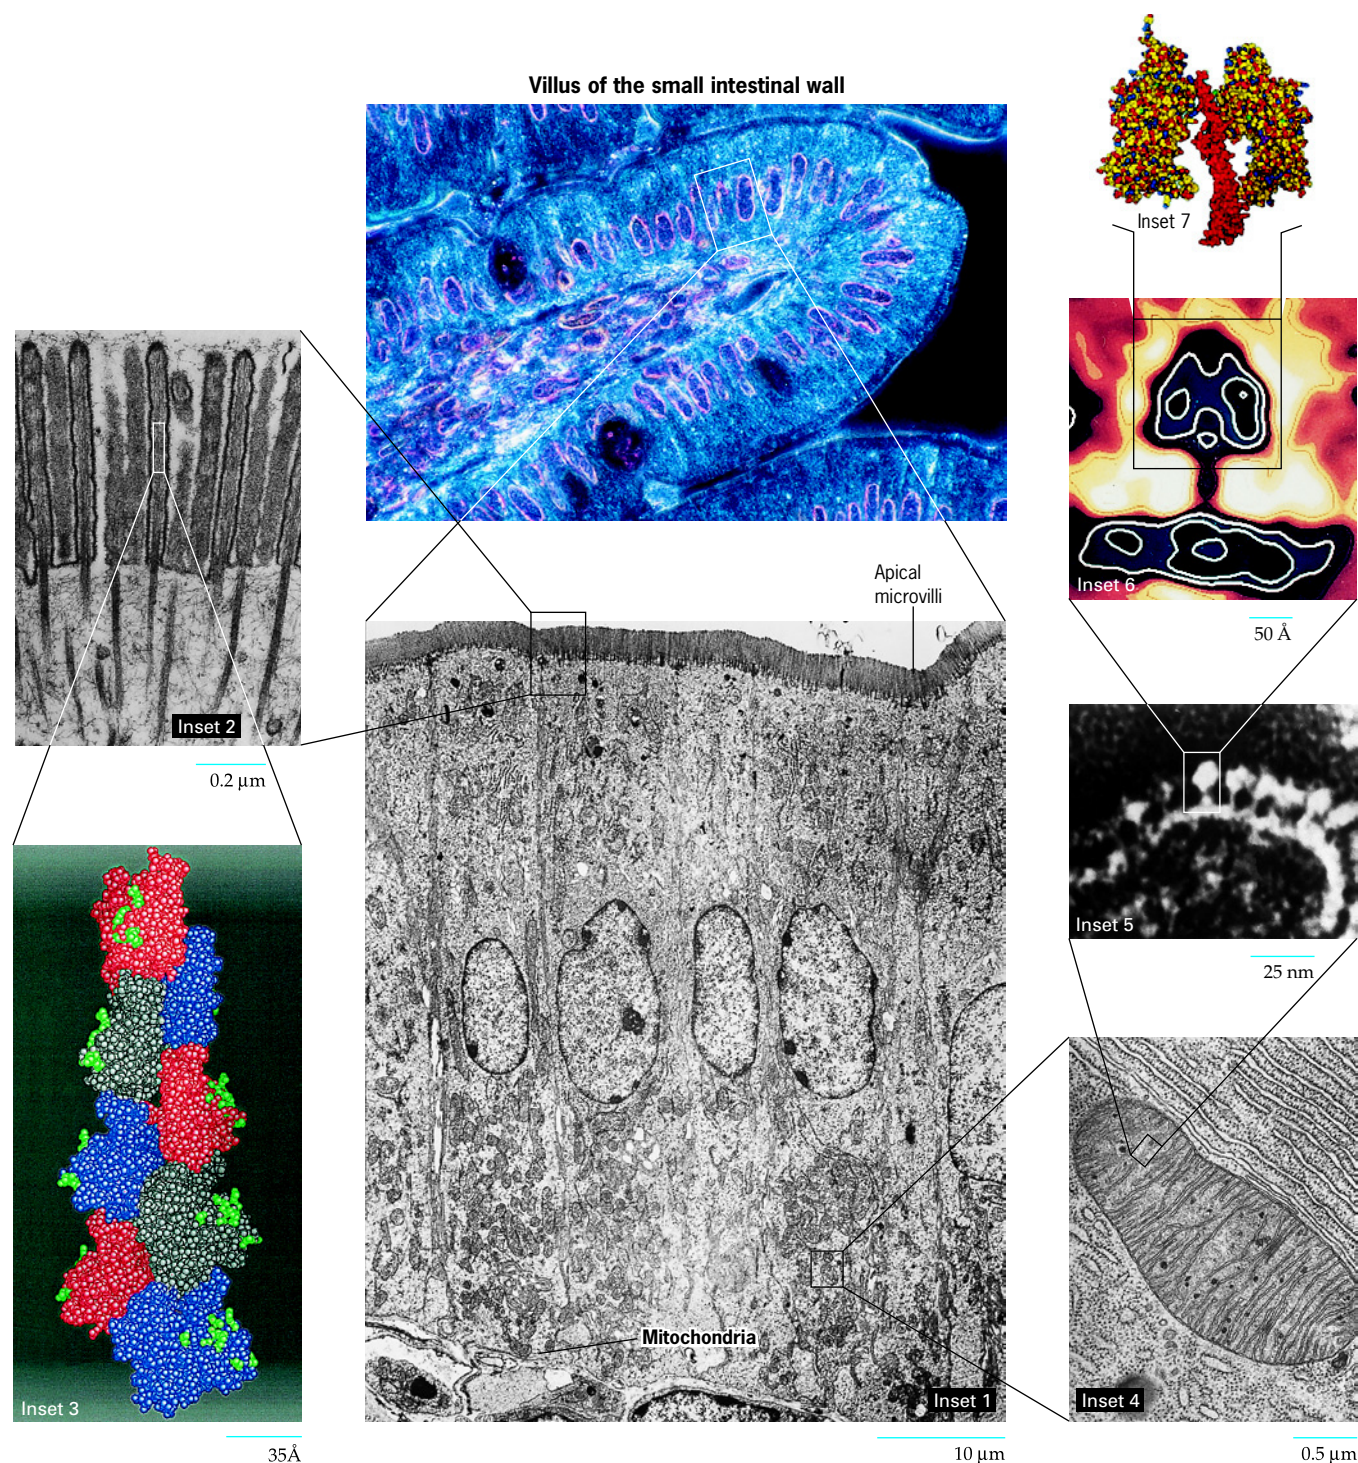 Villus of the small intestinal wall
Inset 7
Apical
microvilli
Inset 6
50 Å
Inset 2
0.2 µm
Inset 5
25 nm
Mitochondria
Inset 3
Inset 1
Inset 4
35Å
10 µm
0.5 µm